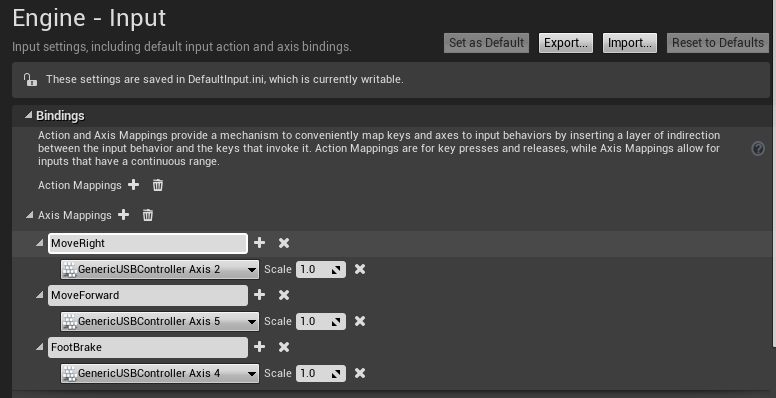 Engine - Input
Input settings, including default input action and axis bindings.
Set as Default Export... Import... Reset to Defaults
These settings are saved in DefaultInput.ini, which is currently writable.
Bindings
Action and Axis Mappings provide a mechanism to conveniently map keys and axes to input behaviors by inserting a layer of indirection
between the input behavior and the keys that invoke it. Action Mappings are for key presses and releases, while Axis Mappings allow for
inputs that have a continuous range.
Action Mappings
Axis Mappings
MoveRight
GenericUSBController Axis 2 Scale 1.0
MoveForward
GenericUSBController Axis 5 Scale 1.0
FootBrake
GenericUSBController Axis 4 Scale 1.0